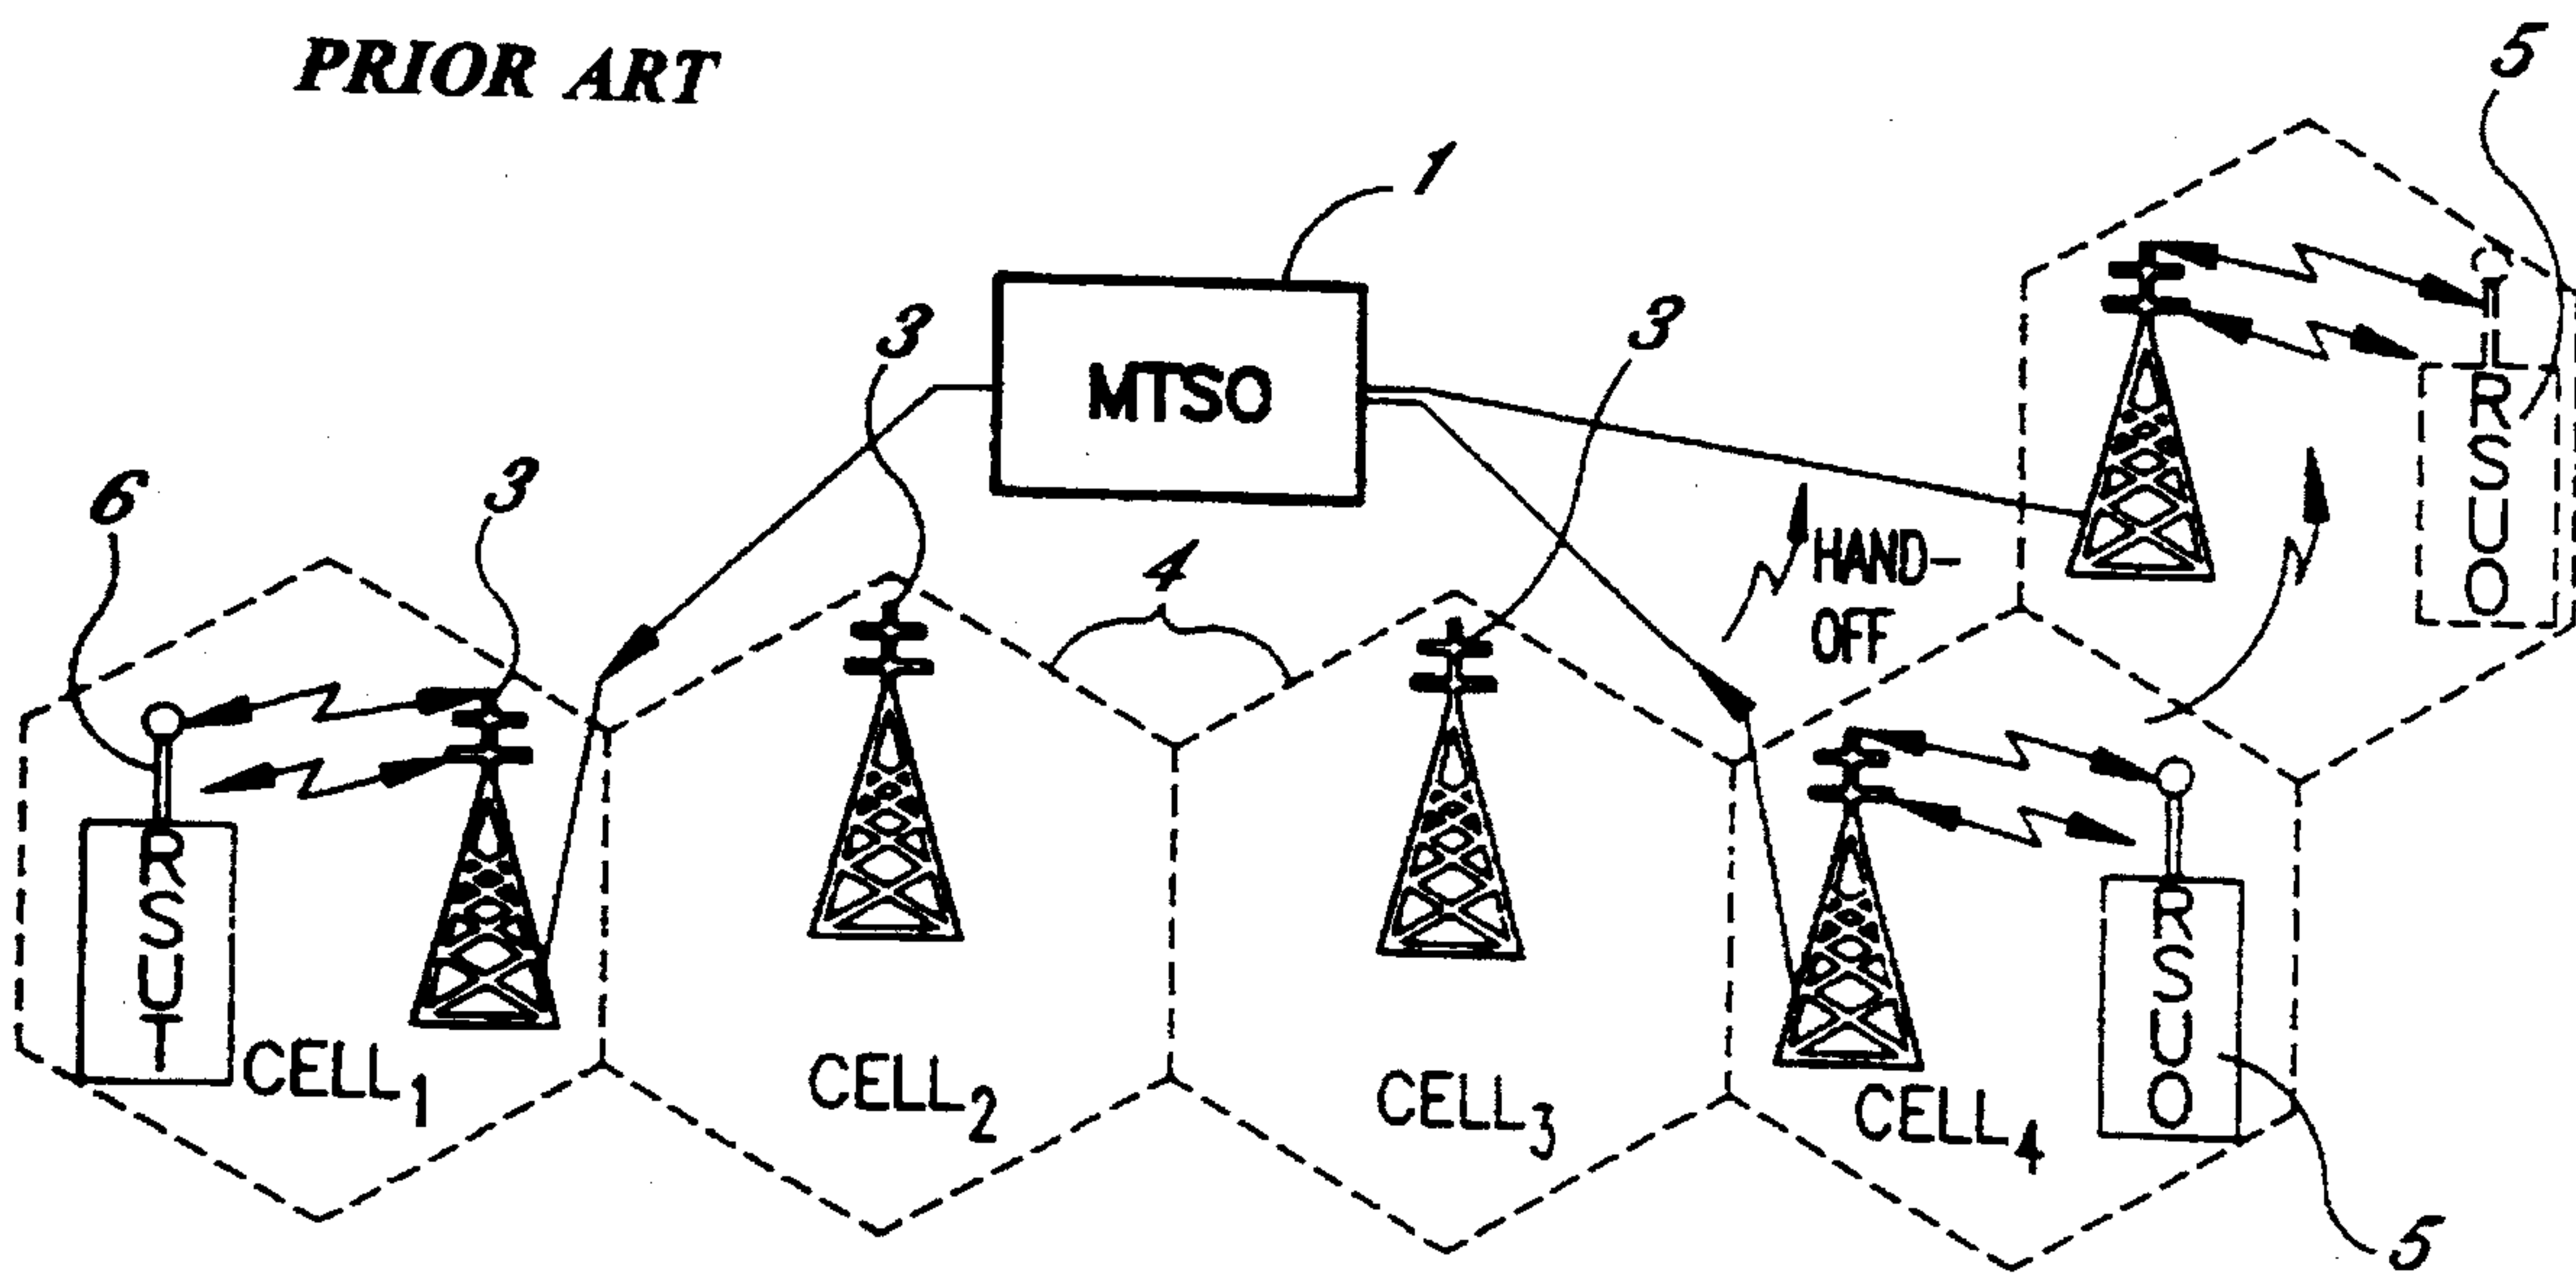 PRIOR ART
5
1
3
3
MTSO
RSUO
6
3
4
HAND-
OFF
RSUT
RSUO
CELL1
CELL2
CELL3
CELL4
5